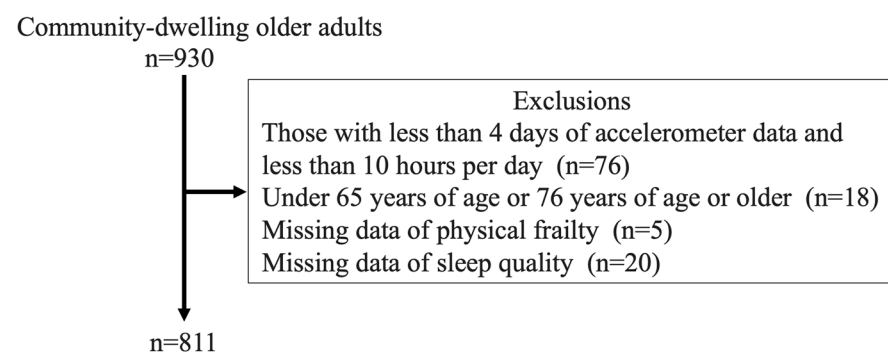 Community-dwelling older adults
n=930
Exclusions
Those with less than 4 days of accelerometer data and
less than 10 hours per day (n=76)
Under 65 years of age or 76 years of age or older (n=18)
Missing data of physical frailty (n=5)
Missing data of sleep quality (n=20)
n=811